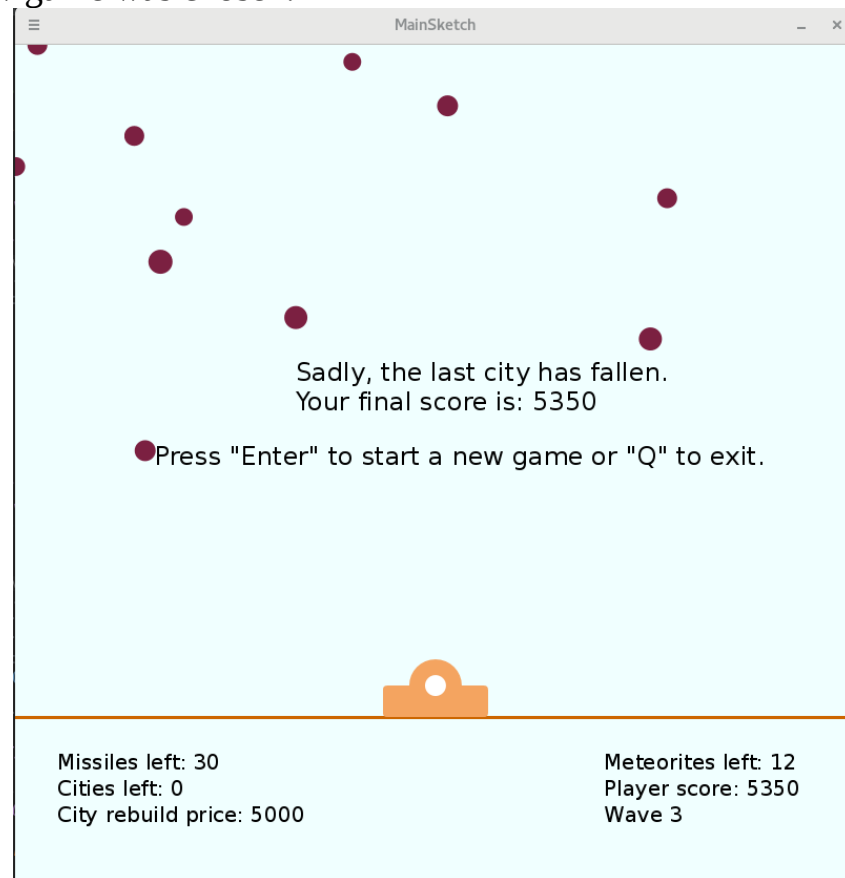 MainSketch
Sadly, the last city has fallen.
Your final score is: 5350
Press "Enter" to start a new game or "Q" to exit.
Missiles left: 30
Cities left: 0
City rebuild price: 5000
Meteorites left: 12
Player score: 5350
Wave 3